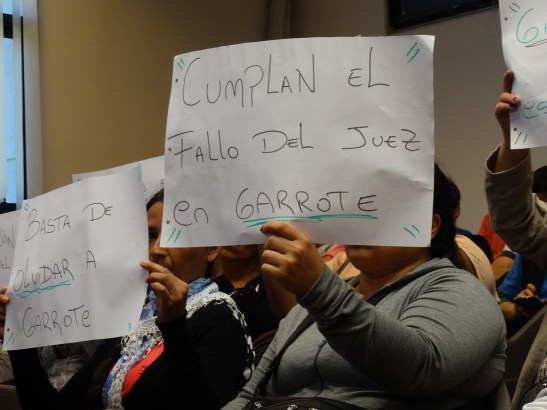 CUMPLAN EL
FALLO DEL JUEZ
en GARROTE
BASTA DE
OLVIDAR A
GARROTE